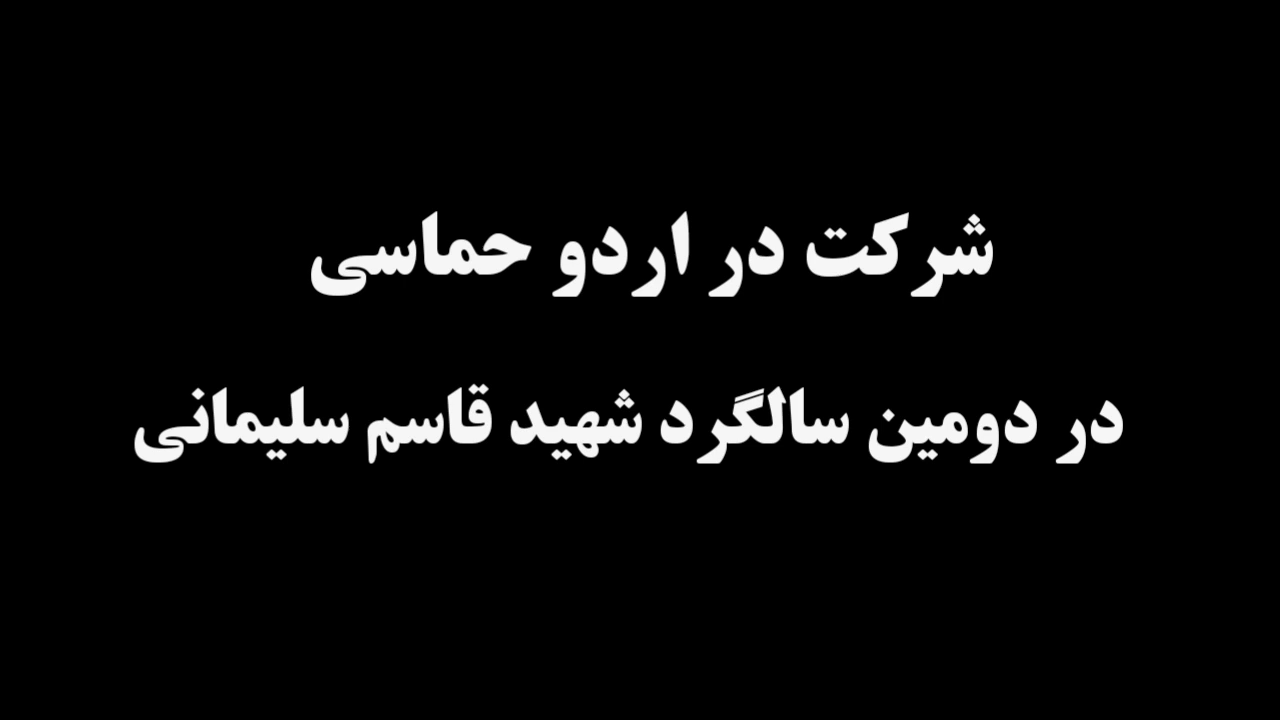 شرکت در اردو حماسی
در دومین سالگرد شهید قاسم سلیمانی